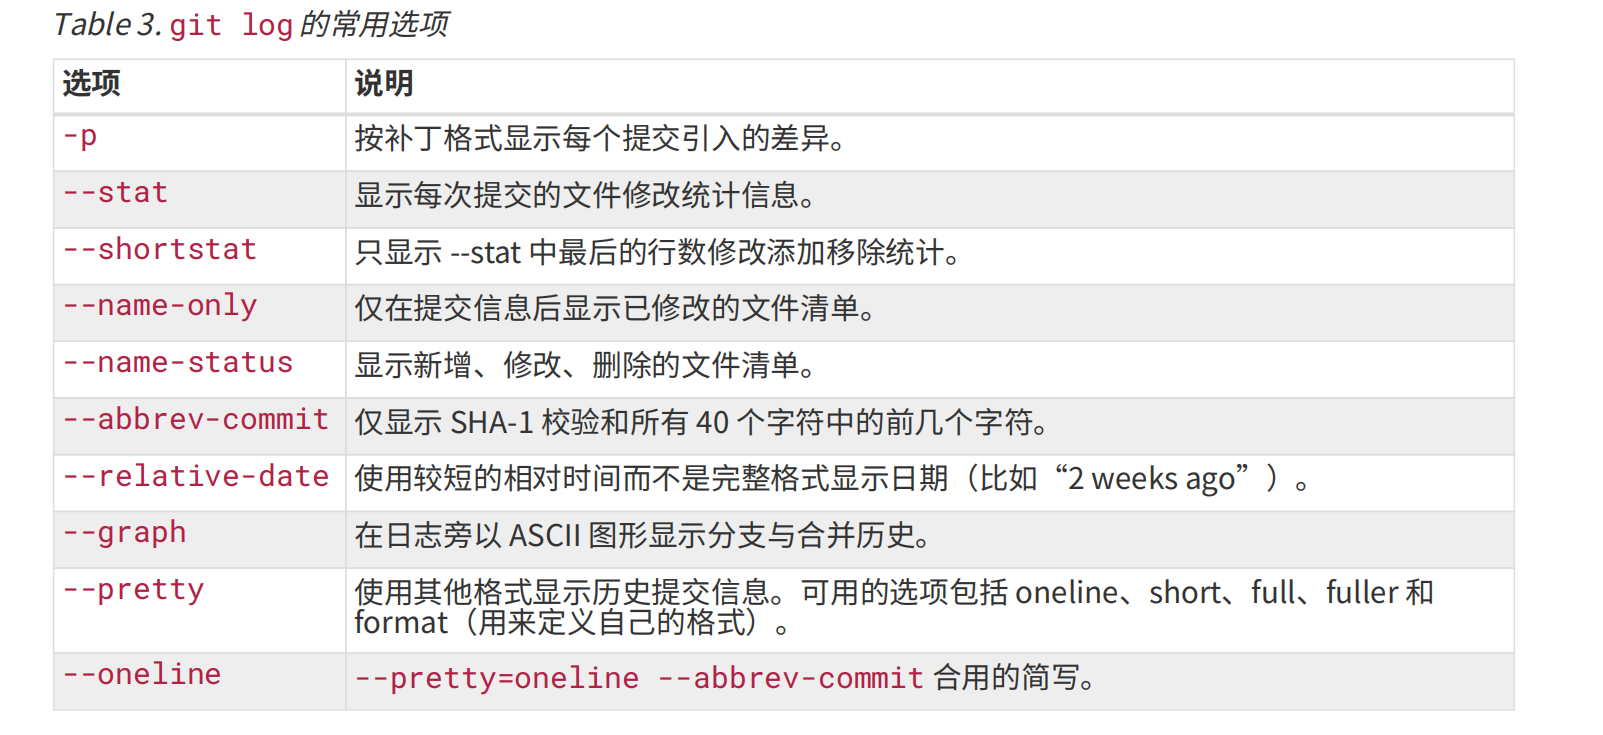 Table 3. git log 的常用选项
选项 说明
-p 按补丁格式显示每个提交引入的差异。
--stat 显示每次提交的文件修改统计信息。
--shortstat 只显示 --stat 中最后的行数修改添加移除统计。
--name-only 仅在提交信息后显示已修改的文件清单。
--name-status 显示新增、修改、删除的文件清单。
--abbrev-commit 仅显示 SHA-1 校验和所有 40 个字符中的前几个字符。
--relative-date 使用较短的相对时间而不是完整格式显示日期（比如“2 weeks ago”）。
--graph 在日志旁以 ASCII 图形显示分支与合并历史。
--pretty 使用其他格式显示历史提交信息。可用的选项包括 oneline、short、full、fuller 和
format（用来定义自己的格式）。
--oneline --pretty=oneline --abbrev-commit 合用的简写。